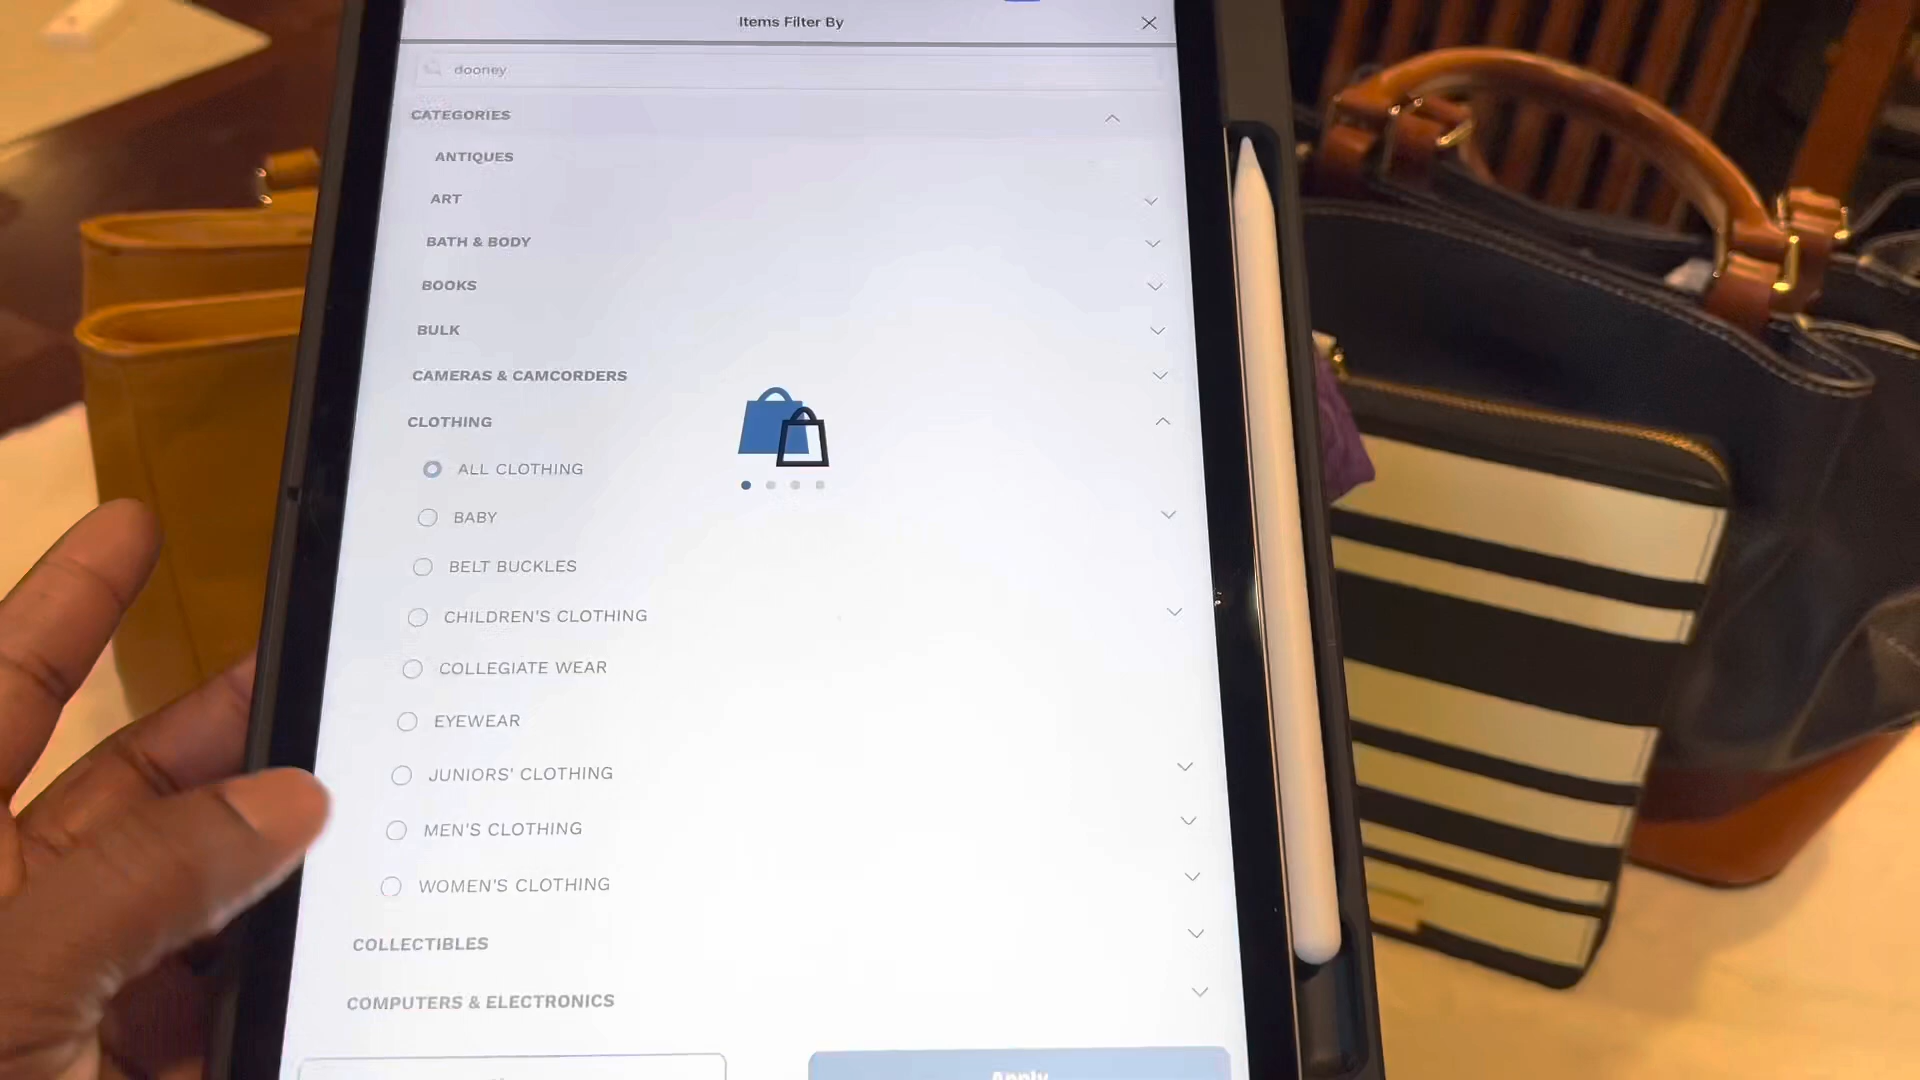 Items Filter By
dooney
CATEGORIES
ANTIQUES
ART
BATH & BODY
BOOKS
BULK
CAMERAS & CAMCORDERS
CLOTHING
ALL CLOTHING
BABY
BELT BUCKLES
CHILDREN'S CLOTHING
COLLEGIATE WEAR
EYEWEAR
JUNIORS' CLOTHING
MEN'S CLOTHING
WOMEN'S CLOTHING
COLLECTIBLES
COMPUTERS & ELECTRONICS
Apply